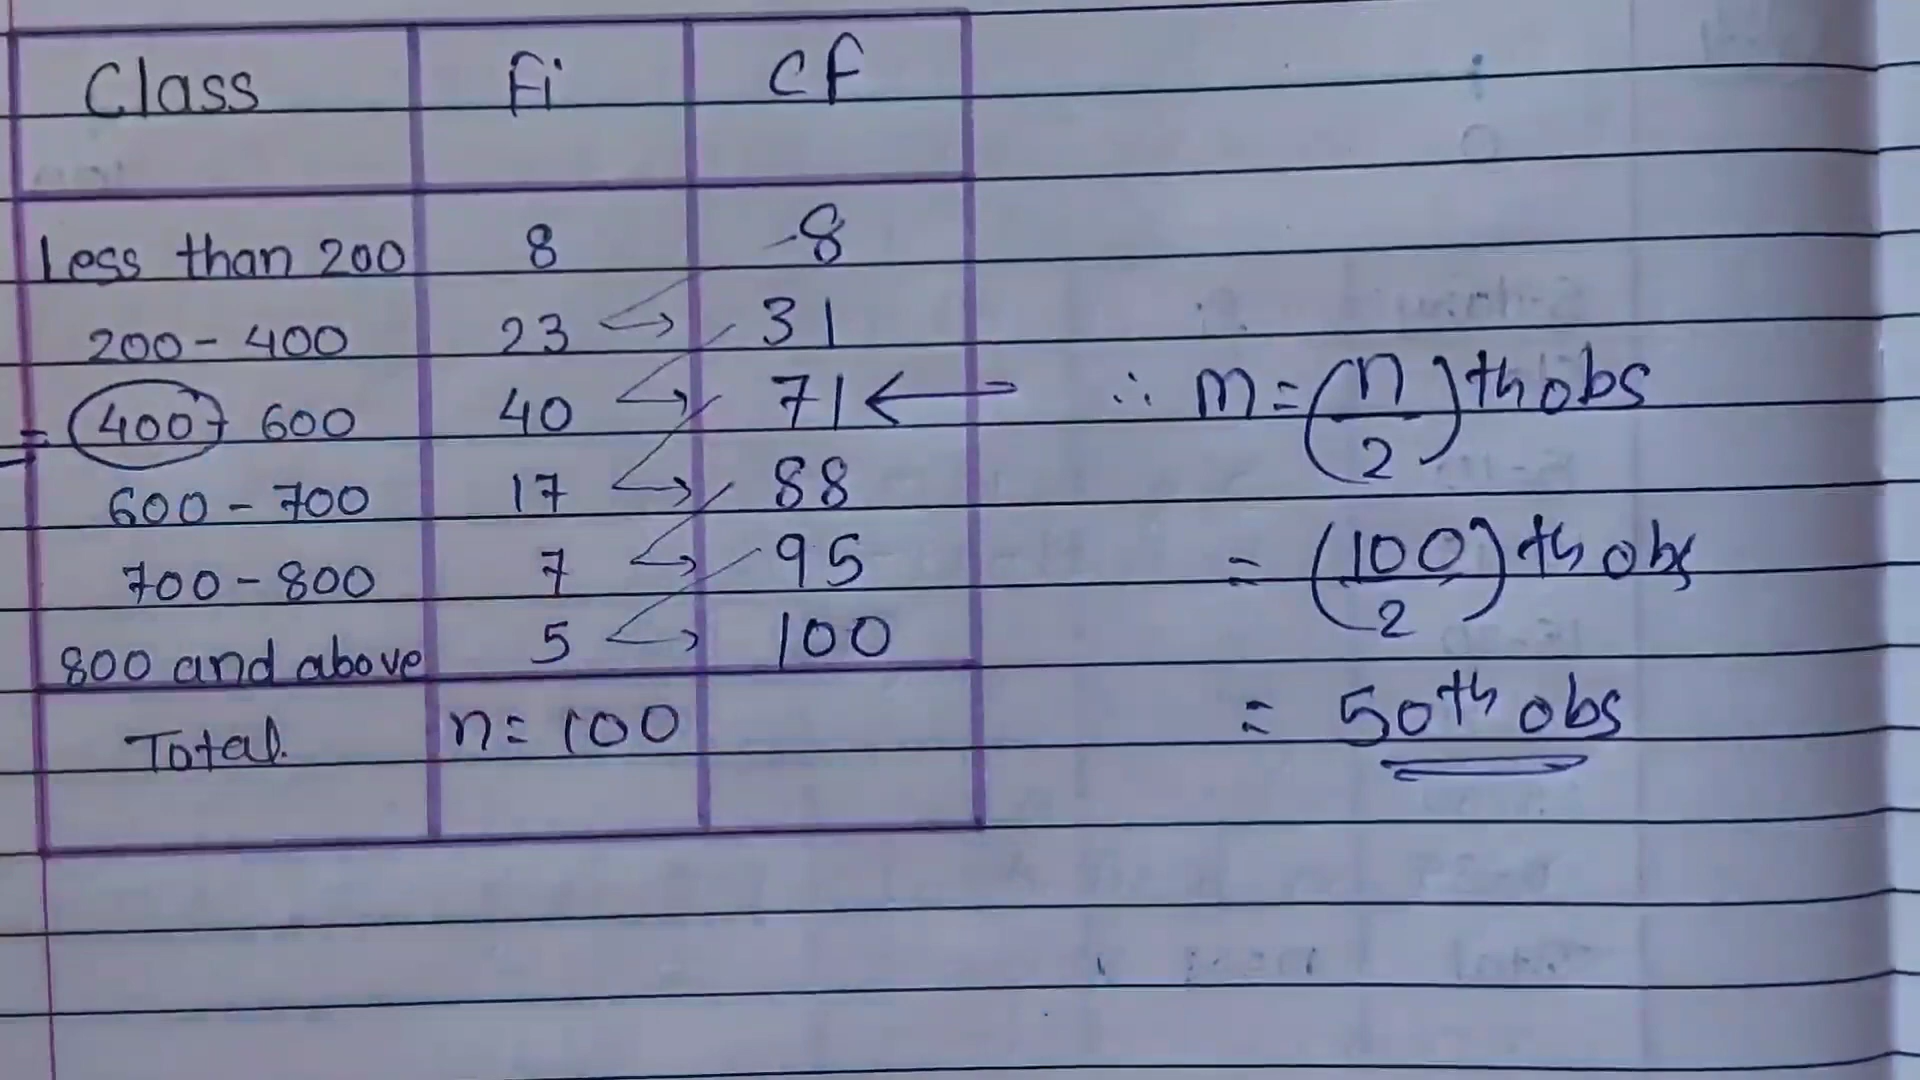 Class Fi CF
Less than 200 8 8
200 - 400 23 31
400 - 600 40 71
600 - 700 17 88
700 - 800 7 95
800 and above 5 100
Total. n = 100
∴ M = (n/2) th obs
= (100/2) th obs
= 50th obs